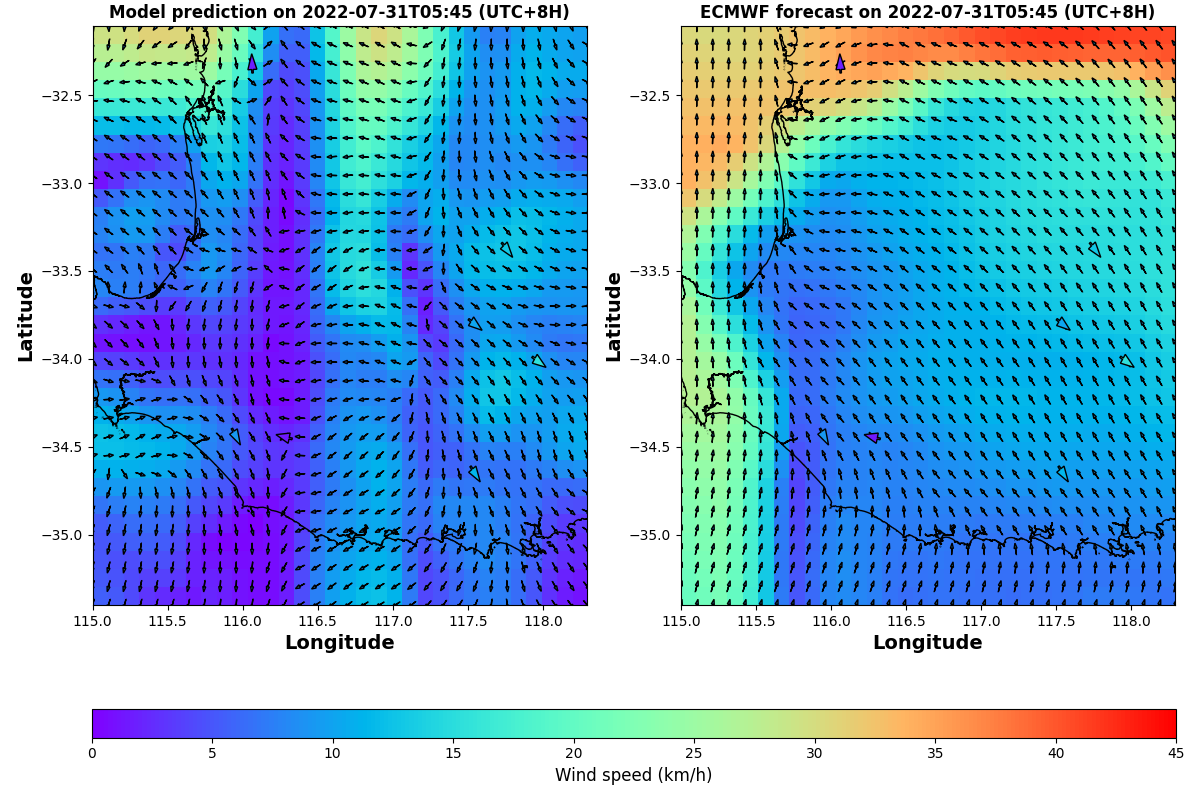 Model prediction on 2022-07-31T05:45 (UTC+8H)
ECMWF forecast on 2022-07-31T05:45 (UTC+8H)
−32.5
−33.0
−33.5
−34.0
−34.5
−35.0
Latitude
115.0 115.5 116.0 116.5 117.0 117.5 118.0
Longitude
−32.5
−33.0
−33.5
−34.0
−34.5
−35.0
Latitude
115.0 115.5 116.0 116.5 117.0 117.5 118.0
Longitude
0 5 10 15 20 25 30 35 40 45
Wind speed (km/h)